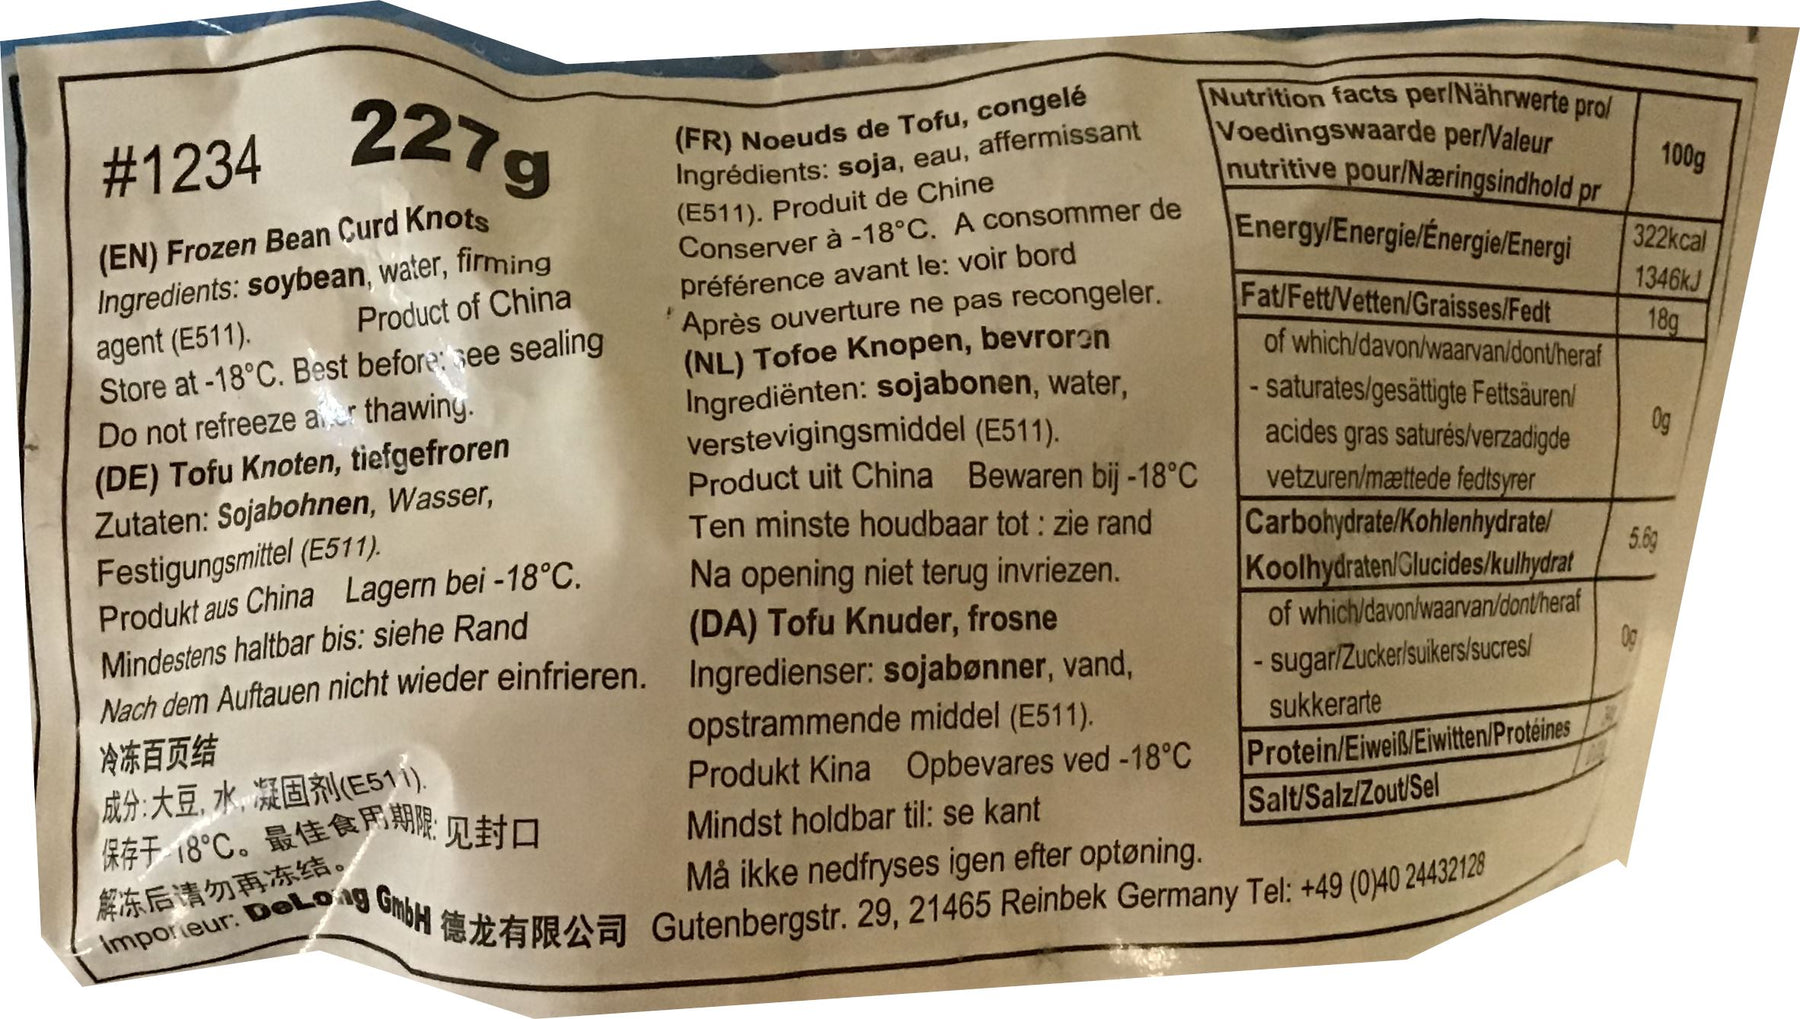 #1234 227g
(EN) Frozen Bean Curd Knots
Ingredients: soybean, water, firming
agent (E511). Product of China
Store at -18°C. Best before: see sealing
Do not refreeze after thawing.
(DE) Tofu Knoten, tiefgefroren
Zutaten: Sojabohnen, Wasser,
Festigungsmittel (E511).
Produkt aus China Lagern bei -18°C.
Mindestens haltbar bis: siehe Rand
Nach dem Auftauen nicht wieder einfrieren.
冷冻百页结
成分:大豆, 水, 凝固剂(E511).
保存于-18°C。最佳食用期限: 见封口
解冻后请勿再冻结。
(FR) Noeuds de Tofu, congelé
Ingrédients: soja, eau, affermissant
(E511). Produit de Chine
Conserver à -18°C. A consommer de
préférence avant le: voir bord
Après ouverture ne pas recongeler.
(NL) Tofoe Knopen, bevroren
Ingrediënten: sojabonen, water,
verstevigingsmiddel (E511).
Product uit China Bewaren bij -18°C
Ten minste houdbaar tot : zie rand
Na opening niet terug invriezen.
(DA) Tofu Knuder, frosne
Ingredienser: sojabønner, vand,
opstrammende middel (E511).
Produkt Kina Opbevares ved -18°C
Mindst holdbar til: se kant
Må ikke nedfryses igen efter optøning.
Importeur: DeLong GmbH 德龙有限公司 Gutenbergstr. 29, 21465 Reinbek Germany Tel: +49 (0)40 24432128
Nutrition facts per/Nährwerte pro/
Voedingswaarde per/Valeur
nutritive pour/Næringsindhold pr
100g
Energy/Energie/Énergie/Energi
322kcal
1346kJ
Fat/Fett/Vetten/Graisses/Fedt 18g
of which/davon/waarvan/dont/heraf
- saturates/gesättigte Fettsäuren/
acides gras saturés/verzadigde
vetzuren/mættede fedtsyrer
0g
Carbohydrate/Kohlenhydrate/
Koolhydraten/Glucides/kulhydrat
5.6g
of which/davon/waarvan/dont/heraf
- sugar/Zucker/suikers/sucres/
sukkerarte
0g
Protein/Eiweiß/Eiwitten/Protéines
Salt/Salz/Zout/Sel